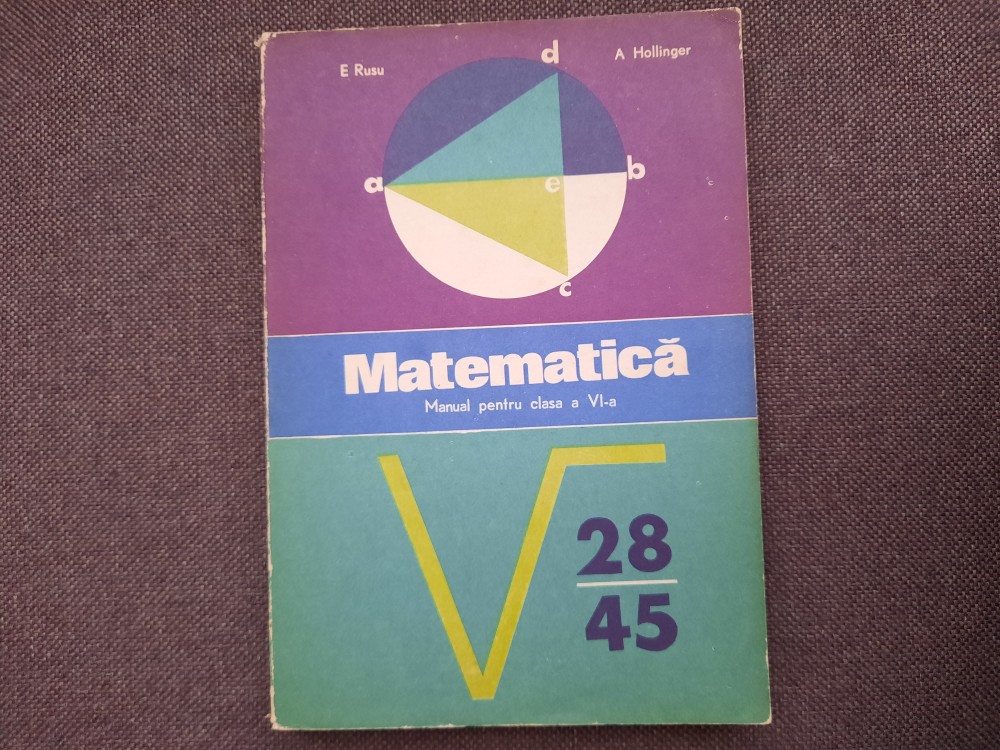 E Rusu
A Hollinger
d
a
e
b
c
Matematică
Manual pentru clasa a VI-a
√
28
45